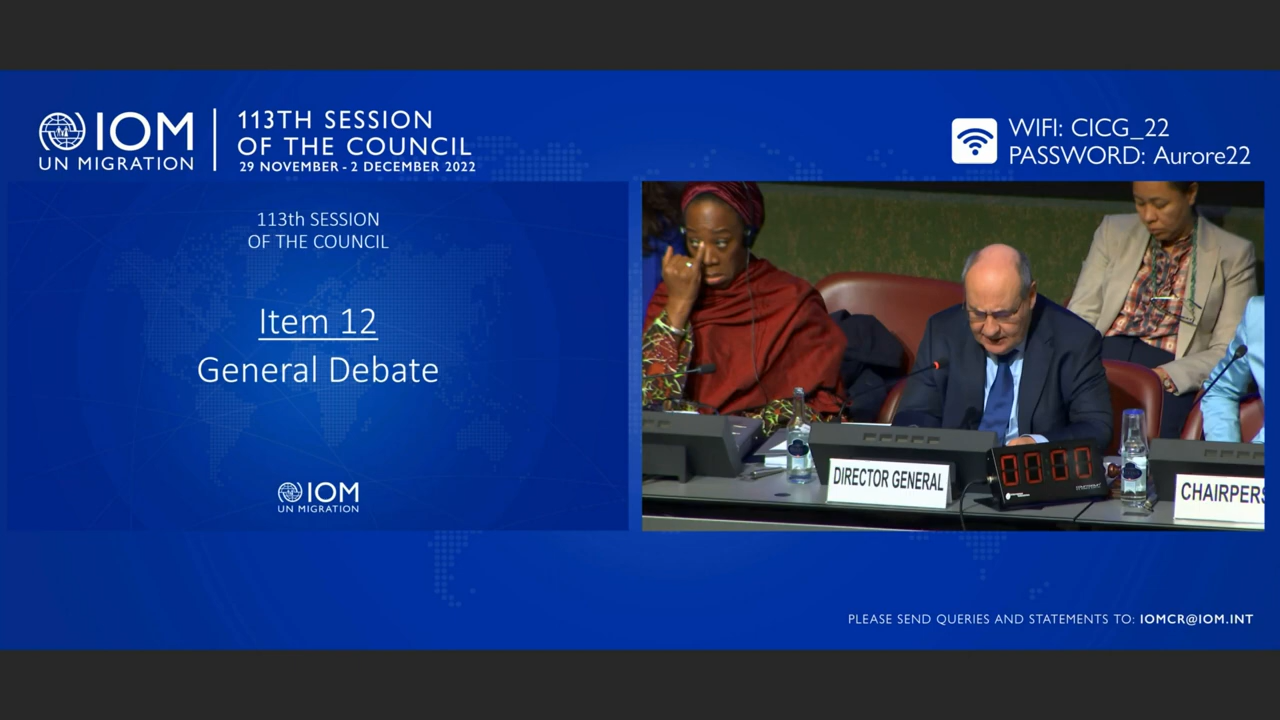 IOM
UN MIGRATION
113TH SESSION
OF THE COUNCIL
29 NOVEMBER - 2 DECEMBER 2022
WIFI: CICG_22
PASSWORD: Aurore22
113th SESSION
OF THE COUNCIL
Item 12
General Debate
IOM
UN MIGRATION
DIRECTOR GENERAL
00:00
CHAIRPERS
PLEASE SEND QUERIES AND STATEMENTS TO: IOMCR@IOM.INT